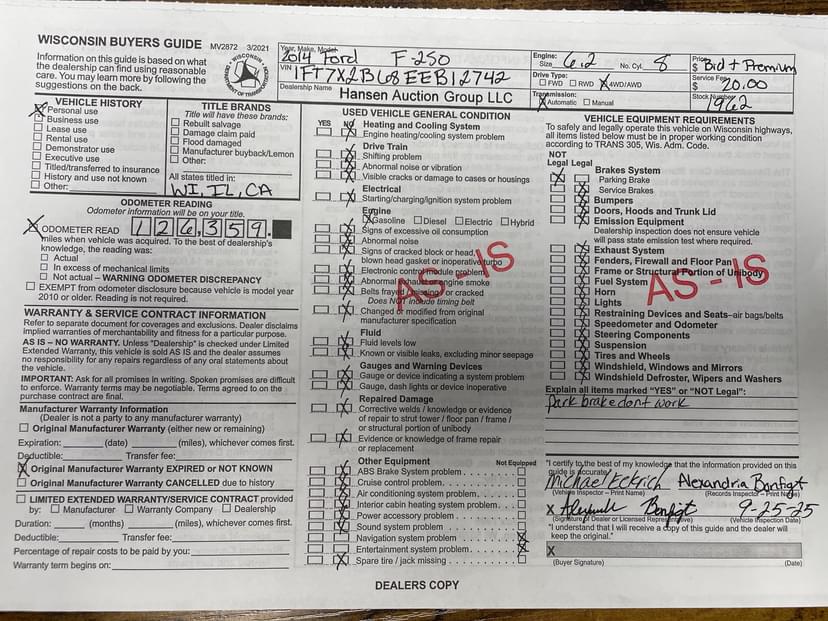 WISCONSIN BUYERS GUIDE MV2872 3/2021
Information on this guide is based on what
the dealership can find using reasonable
care. You may learn more by following the
suggestions on the back.
WISCONSIN
Year, Make, Model
2014 Ford F-250
VIN 1FT7X2B68EEB12742
Dealership Name Hansen Auction Group LLC
Engine:
Size 6.2 No. Cyl. 8
Drive Type:
FWD RWD X 4WD/AWD
Transmission:
X Automatic Manual
Price
$ Bid + Premium
Service Fee
$ 20.00
Stock Number
1962
VEHICLE HISTORY
X Personal use
Business use
Lease use
Rental use
Demonstrator use
Executive use
Titled/transferred to insurance
History and use not known
Other:
TITLE BRANDS
Title will have these brands:
Rebuilt salvage
Damage claim paid
Flood damaged
Manufacturer buyback/Lemon
Other:
All states titled in:
WI, IL, CA
ODOMETER READING
Odometer information will be on your title.
X ODOMETER READ 126,359.
miles when vehicle was acquired. To the best of dealership's
knowledge, the reading was:
Actual
In excess of mechanical limits
Not actual – WARNING ODOMETER DISCREPANCY
EXEMPT from odometer disclosure because vehicle is model year
2010 or older. Reading is not required.
WARRANTY & SERVICE CONTRACT INFORMATION
Refer to separate document for coverages and exclusions. Dealer disclaims
implied warranties of merchantability and fitness for a particular purpose.
AS IS – NO WARRANTY. Unless "Dealership" is checked under Limited
Extended Warranty, this vehicle is sold AS IS and the dealer assumes
no responsibility for any repairs regardless of any oral statements about
the vehicle.
IMPORTANT: Ask for all promises in writing. Spoken promises are difficult
to enforce. Warranty terms may be negotiable. Terms agreed to on the
purchase contract are final.
Manufacturer Warranty Information
(Dealer is not a party to any manufacturer warranty)
Original Manufacturer Warranty (either new or remaining)
Expiration: (date) (miles), whichever comes first.
Deductible: Transfer fee:
X Original Manufacturer Warranty EXPIRED or NOT KNOWN
Original Manufacturer Warranty CANCELLED due to history
LIMITED EXTENDED WARRANTY/SERVICE CONTRACT provided
by: Manufacturer Warranty Company Dealership
Duration: (months) (miles), whichever comes first.
Deductible: Transfer fee:
Percentage of repair costs to be paid by you:
Warranty term begins on:
USED VEHICLE GENERAL CONDITION
YES NO
Heating and Cooling System
X Engine heating/cooling system problem
Drive Train
X Shifting problem
X Abnormal noise or vibration
X Visible cracks or damage to cases or housings
Electrical
X Starting/charging/ignition system problem
Engine
X Gasoline Diesel Electric Hybrid
X Signs of excessive oil consumption
X Abnormal noise
X Signs of cracked block or head,
blown head gasket or inoperative turbo
X Electronic control module problem
X Abnormal exhaust/engine smoke
X Belts frayed, missing or cracked
Does NOT include timing belt
X Changed or modified from original
manufacturer specification
Fluid
X Fluid levels low
X Known or visible leaks, excluding minor seepage
Gauges and Warning Devices
X Gauge or device indicating a system problem
X Gauge, dash lights or device inoperative
Repaired Damage
X Corrective welds / knowledge or evidence
of repair to strut tower / floor pan / frame /
or structural portion of unibody
X Evidence or knowledge of frame repair
or replacement
Other Equipment Not Equipped
X ABS Brake System problem
X Cruise control problem
X Air conditioning system problem
X Interior cabin heating system problem
X Power accessory problem
X Sound system problem
Navigation system problem X
Entertainment system problem X
X Spare tire / jack missing
AS - IS
VEHICLE EQUIPMENT REQUIREMENTS
To safely and legally operate this vehicle on Wisconsin highways,
all items listed below must be in proper working condition
according to TRANS 305, Wis. Adm. Code.
NOT
Legal Legal
Brakes System
X Parking Brake
X Service Brakes
X Bumpers
X Doors, Hoods and Trunk Lid
X Emission Equipment
Dealership inspection does not ensure vehicle
will pass state emission test where required.
X Exhaust System
X Fenders, Firewall and Floor Pan
X Frame or Structural Portion of Unibody
X Fuel System
X Horn
X Lights
X Restraining Devices and Seats–air bags/belts
X Speedometer and Odometer
X Steering Components
X Suspension
X Tires and Wheels
X Windshield, Windows and Mirrors
X Windshield Defroster, Wipers and Washers
AS - IS
Explain all items marked "YES" or "NOT Legal":
Park brake dont work
"I certify to the best of my knowledge that the information provided on this
guide is accurate."
Michael Eckrich Alexandria Bonfigt
(Vehicle Inspector – Print Name) (Records Inspector – Print Name)
X Bonfigt 9-25-25
(Signature of Dealer or Licensed Representative) (Vehicle Inspection Date)
"I understand that I will receive a copy of this guide and the dealer will
keep the original."
X
(Buyer Signature) (Date)
DEALERS COPY